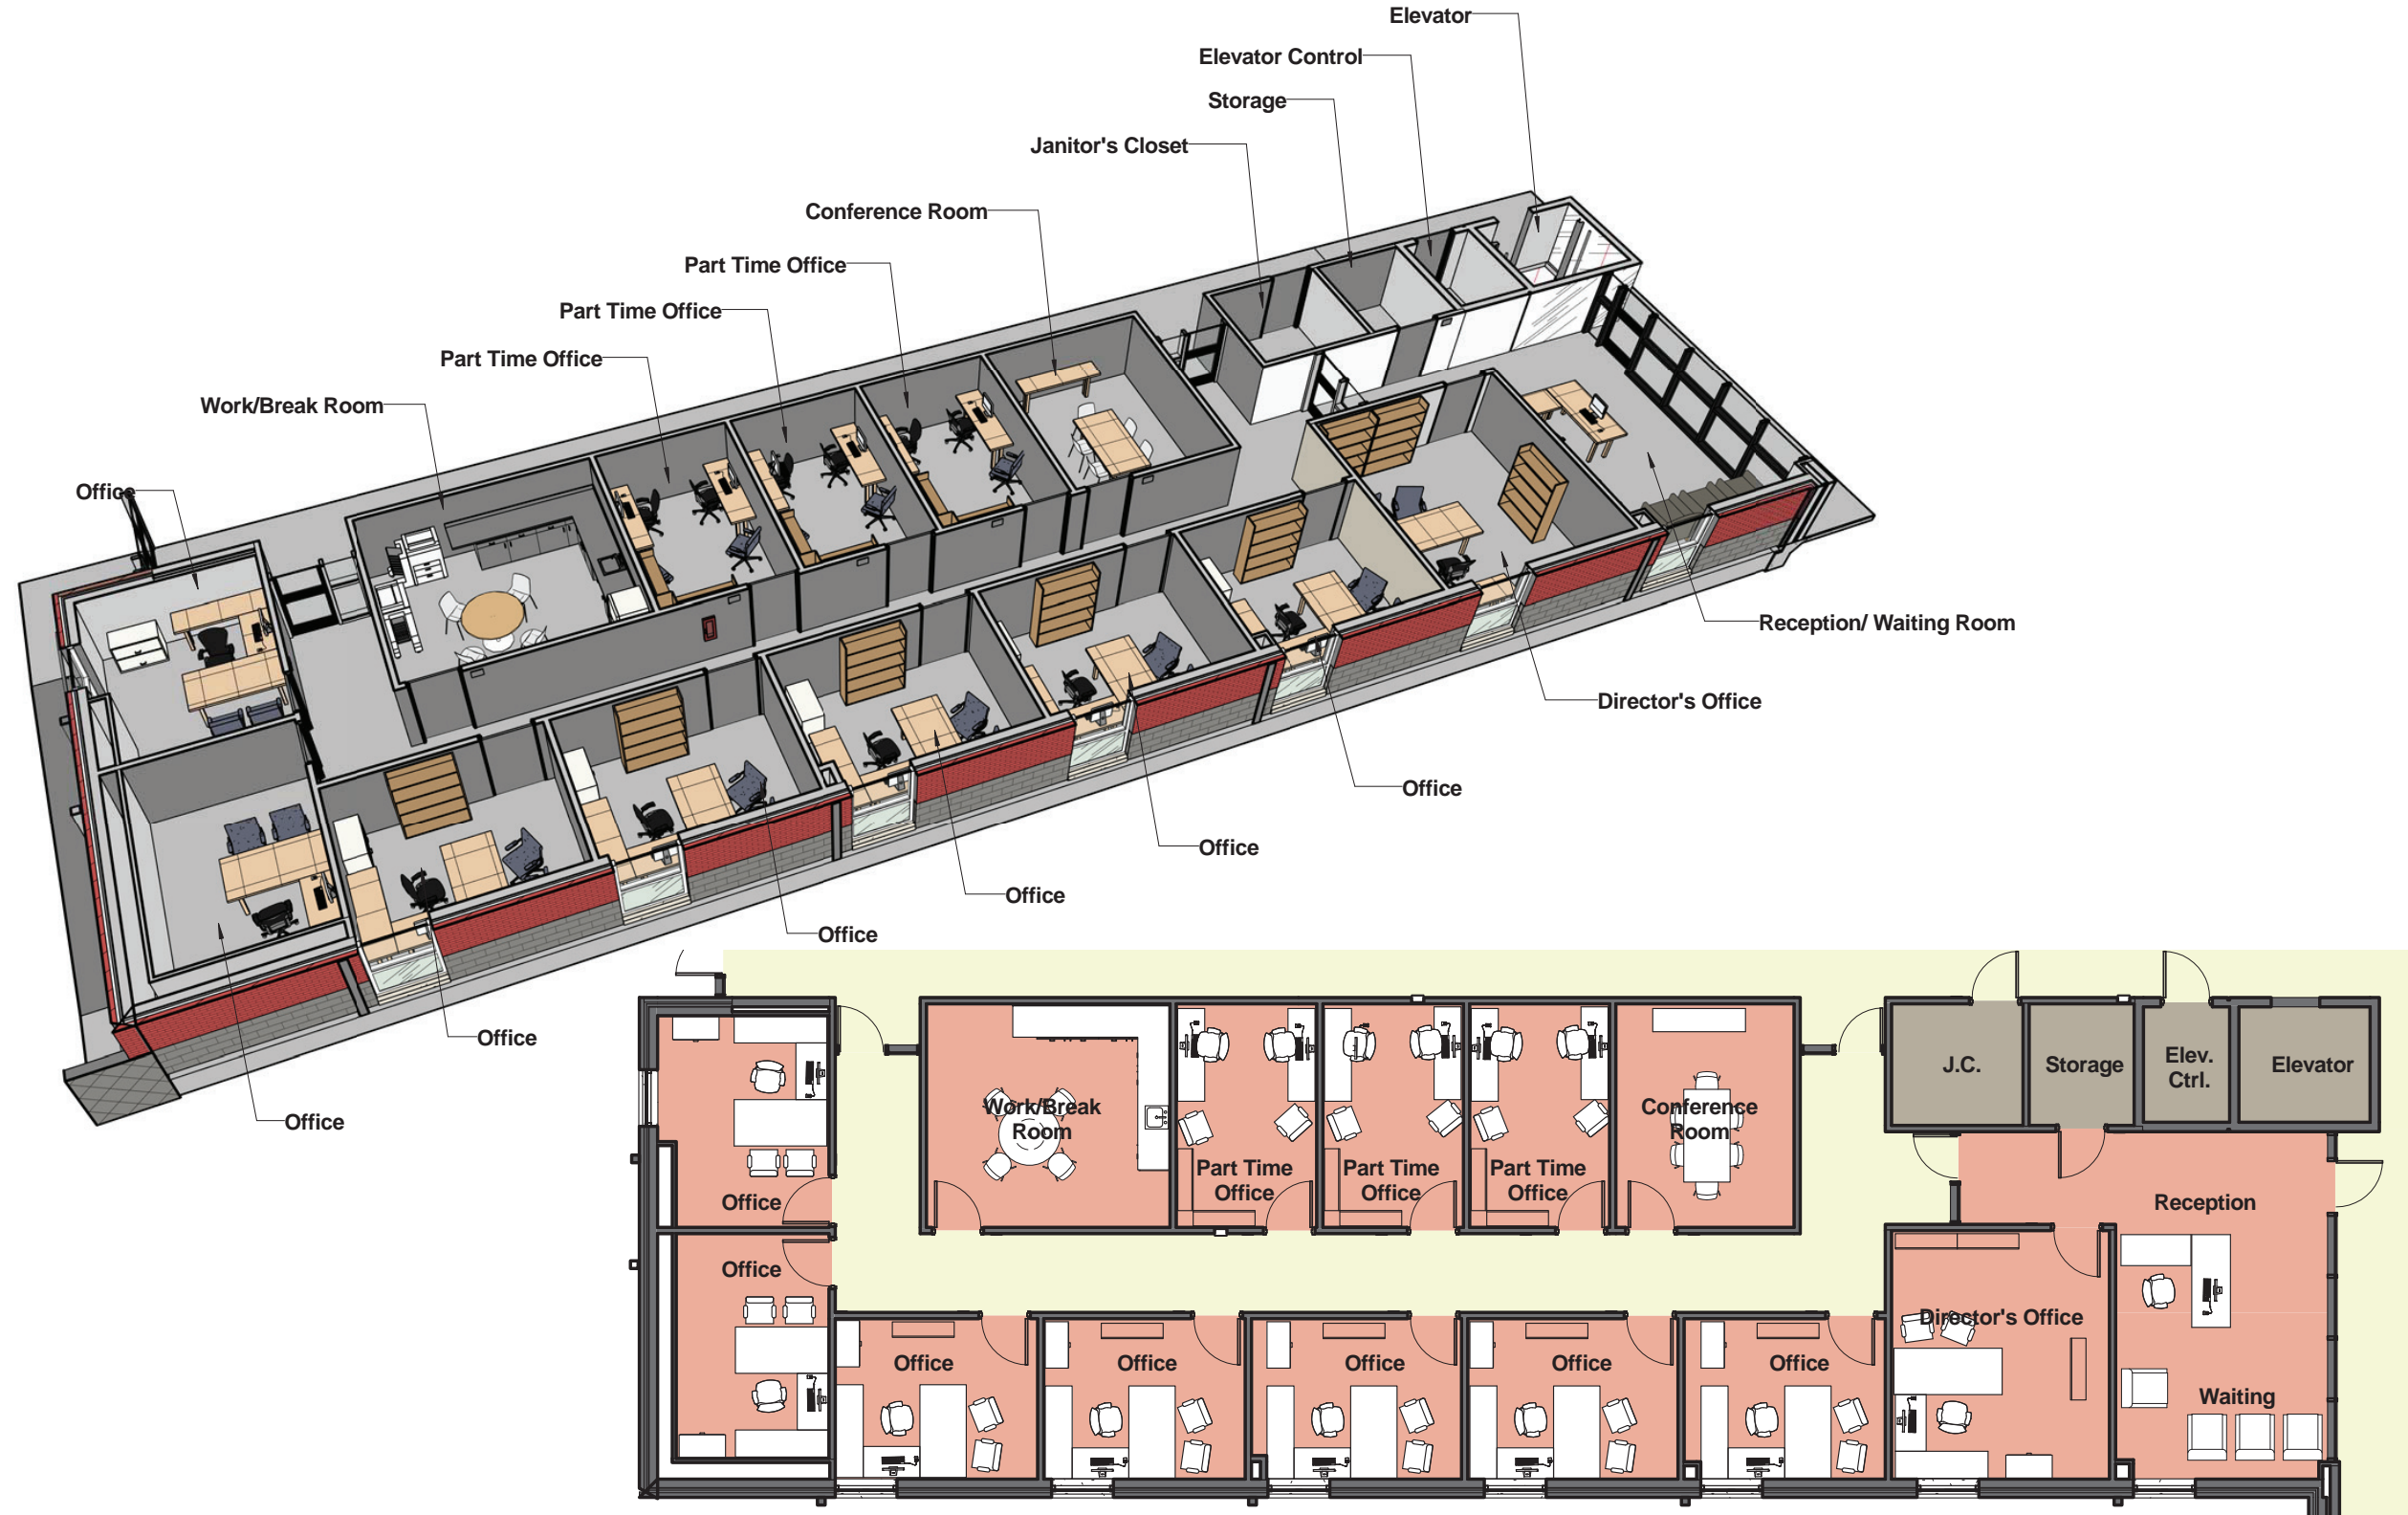 Elevator
Elevator Control
Storage
Janitor's Closet
Conference Room
Part Time Office
Part Time Office
Part Time Office
Work/Break Room
Office
Reception/ Waiting Room
Director's Office
Office
Office
Office
Office
Office
Office
J.C.
Storage
Elev.
Ctrl.
Elevator
Work/Break
Room
Conference
Room
Part Time
Office
Part Time
Office
Part Time
Office
Office
Reception
Office
Director's Office
Office
Office
Office
Office
Office
Waiting